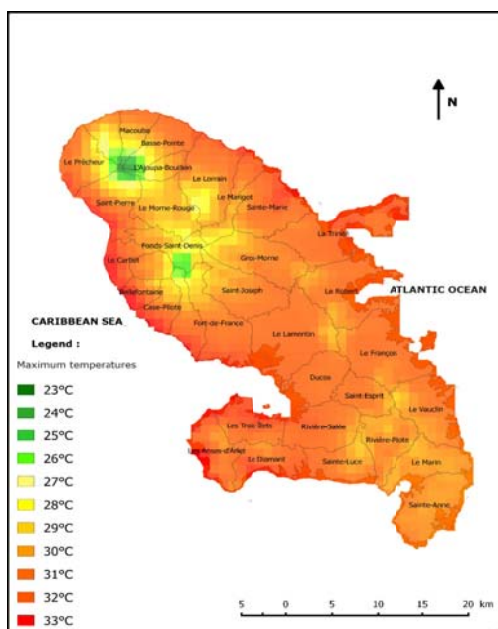 N
Macouba
Basse-Pointe
Le Prêcheur
L'Ajoupa-Bouillon
Le Lorrain
Saint-Pierre
Le Morne-Rouge
Le Marigot
Sainte-Marie
La Trinité
Fonds-Saint-Denis
Le Carbet
Gros-Morne
Bellefontaine
Saint-Joseph
Le Robert
ATLANTIC OCEAN
Case-Pilote
CARIBBEAN SEA
Fort-de-France
Le Lamentin
Legend :
Le François
Maximum temperatures
Ducos
23°C
Saint-Esprit
24°C
Le Vauclin
25°C
Les Trois Ilets
Rivière-Salée
26°C
Rivière-Pilote
27°C
Les Anses-d'Arlet
Le Diamant
Sainte-Luce
Le Marin
28°C
29°C
Sainte-Anne
30°C
31°C
32°C
33°C
5 0 5 10 15 20 km